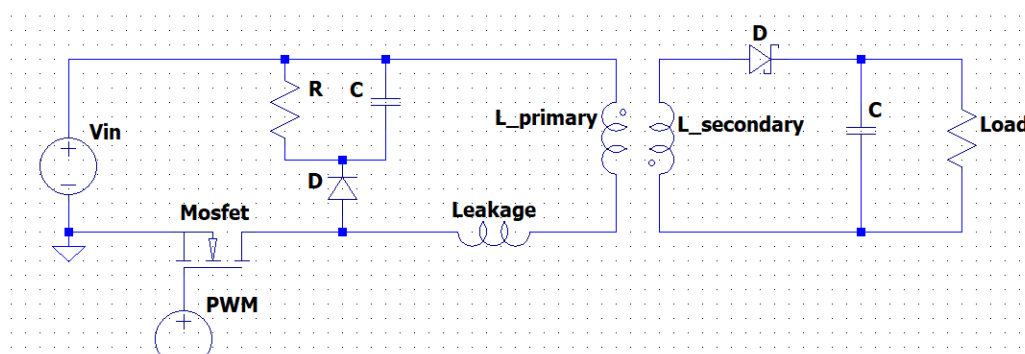 D
R
C
Vin
L_primary
L_secondary
C
Load
D
Mosfet
Leakage
PWM